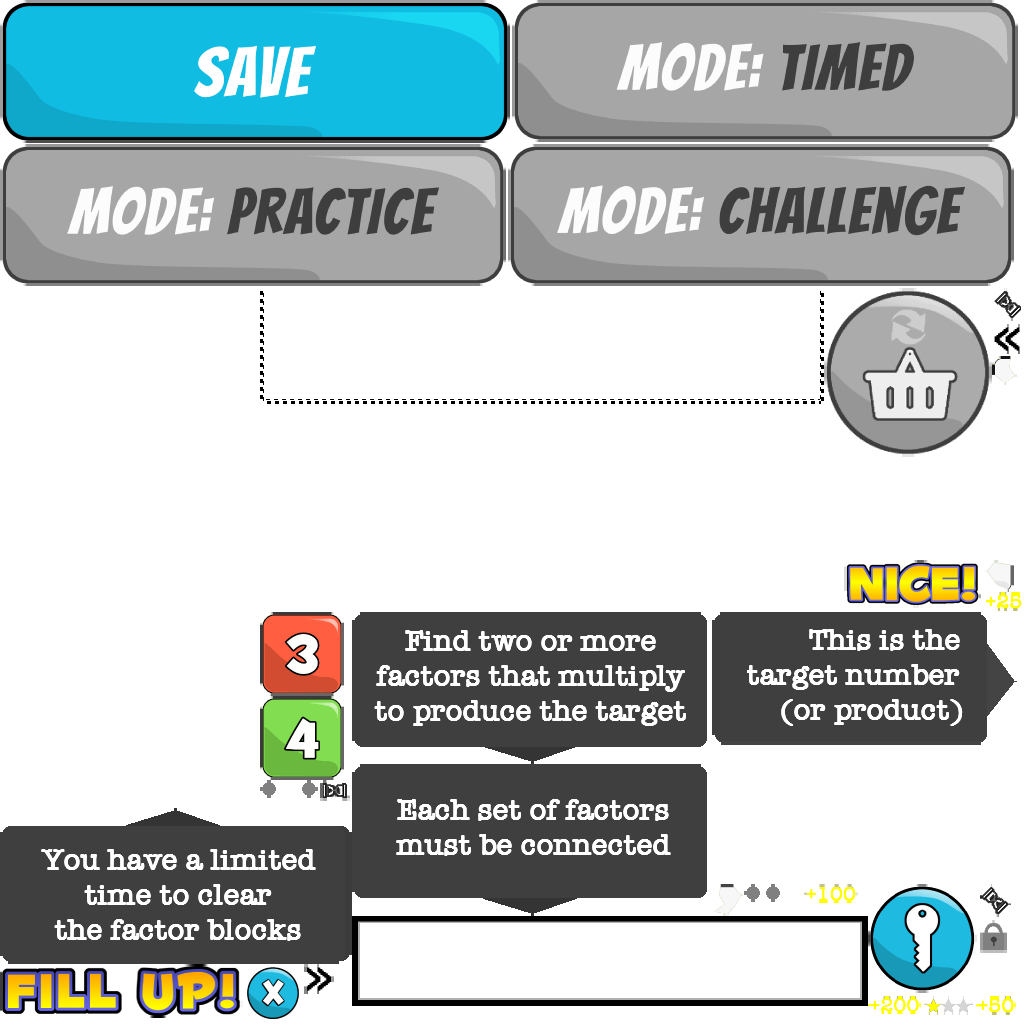 SAVE
MODE: TIMED
MODE: PRACTICE
MODE: CHALLENGE
NICE!
+25
3
Find two or more
factors that multiply
to produce the target
This is the
target number
(or product)
4
Each set of factors
must be connected
You have a limited
time to clear
the factor blocks
+100
FILL UP!
X
+200
+50